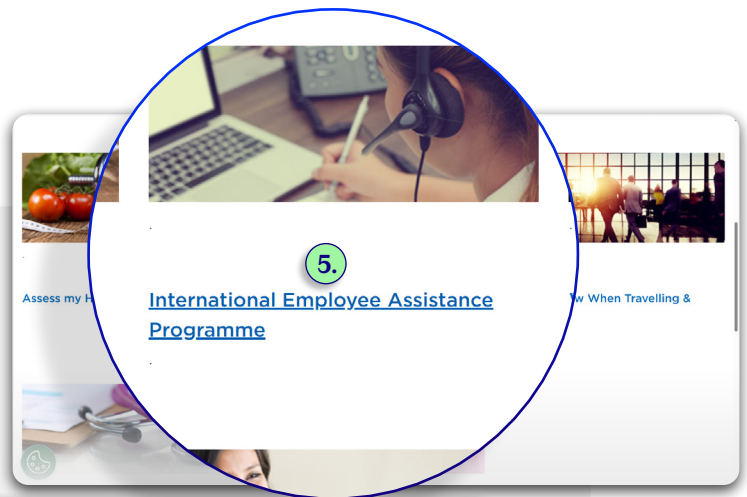 5.
Assess my H
International Employee Assistance
Programme
w When Travelling &